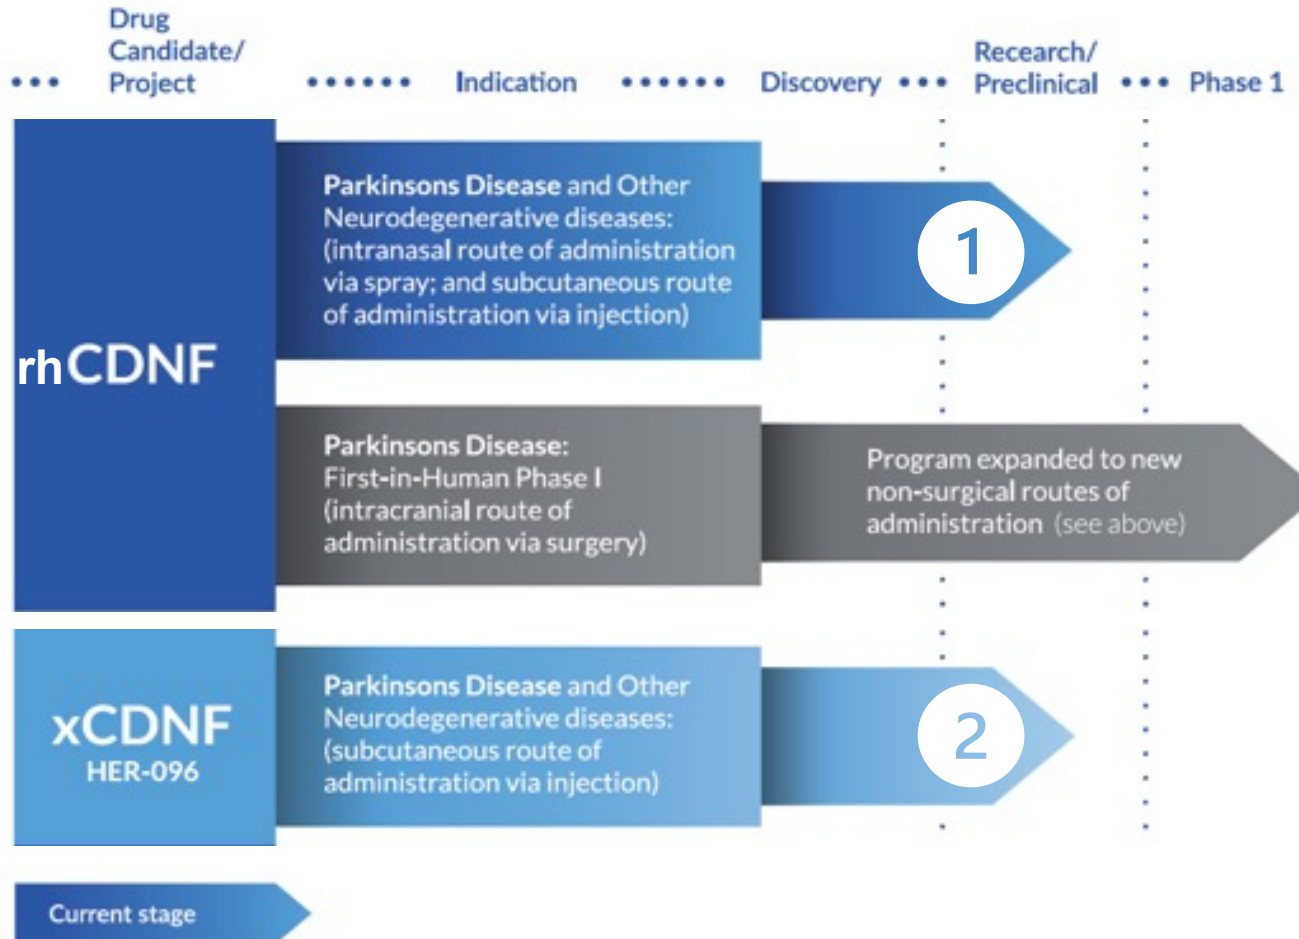 Drug
Candidate/
Project
Indication
Discovery
Recearch/
Preclinical
Phase 1
rhCDNF
Parkinsons Disease and Other
Neurodegenerative diseases:
(intranasal route of administration
via spray; and subcutaneous route
of administration via injection)
1
Parkinsons Disease:
First-in-Human Phase I
(intracranial route of
administration via surgery)
Program expanded to new
non-surgical routes of
administration (see above)
xCDNF
HER-096
Parkinsons Disease and Other
Neurodegenerative diseases:
(subcutaneous route of
administration via injection)
2
Current stage